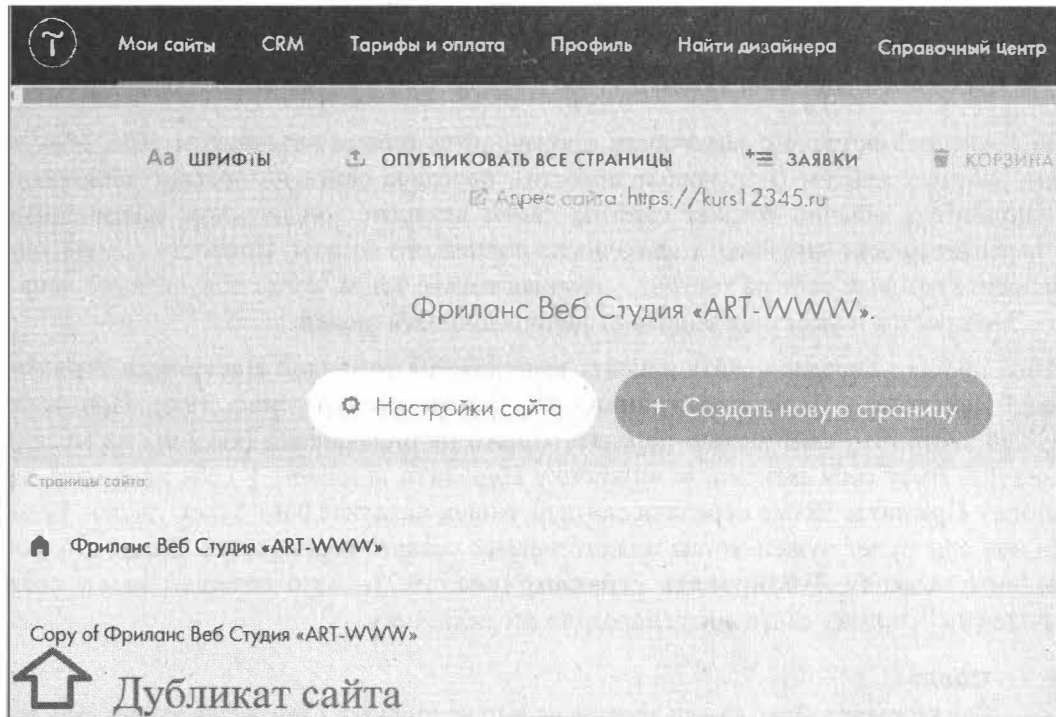 Мои сайты CRM Тарифы и оплата Профиль Найти дизайнера Справочный центр
Aa ШРИФТЫ ОПУБЛИКОВАТЬ ВСЕ СТРАНИЦЫ ЗАЯВКИ КОРЗИНА
Адрес сайта: https://kurs12345.ru
Фриланс Веб Студия «ART-WWW».
Настройки сайта + Создать новую страницу
Страницы сайта:
Фриланс Веб Студия «ART-WWW»
Copy of Фриланс Веб Студия «ART-WWW»
Дубликат сайта